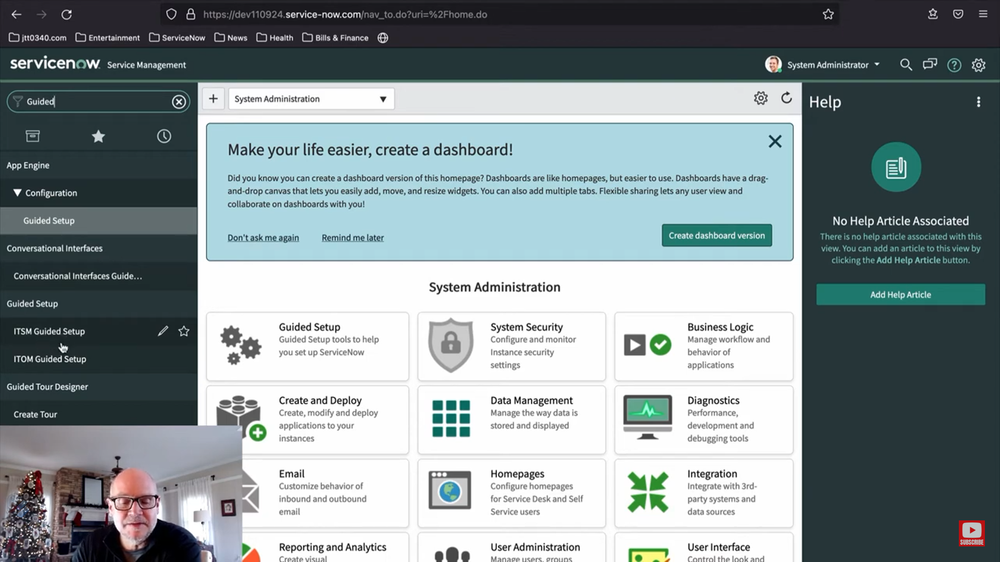 https://dev110924.service-now.com/nav_to.do?uri=%2Fhome.do
jtt0340.com Entertainment ServiceNow News Health Bills & Finance
servicenow Service Management
System Administrator
Guided
App Engine
Configuration
Guided Setup
Conversational Interfaces
Conversational Interfaces Guide...
Guided Setup
ITSM Guided Setup
ITOM Guided Setup
Guided Tour Designer
Create Tour
+ System Administration
Make your life easier, create a dashboard!
Did you know you can create a dashboard version of this homepage? Dashboards are like homepages, but easier to use. Dashboards have a drag-
and-drop canvas that lets you easily add, move, and resize widgets. You can also add multiple tabs. Flexible sharing lets any user view and
collaborate on dashboards with you!
Don't ask me again Remind me later
Create dashboard version
System Administration
Guided Setup
Guided Setup tools to help
you set up ServiceNow
System Security
Configure and monitor
Instance security
settings
Business Logic
Manage workflow and
behavior of
applications
Create and Deploy
Create, modify and deploy
applications to your
instances
Data Management
Manage the way data is
stored and displayed
Diagnostics
Performance,
development and
debugging tools
Email
Customize behavior of
inbound and outbound
email
Homepages
Configure homepages
for Service Desk and Self
Service users
Integration
Integrate with 3rd-
party systems and
data sources
Reporting and Analytics
Create visual
User Administration
Manage users, groups
User Interface
Control the look and
Help
No Help Article Associated
There is no help article associated with this
view. You can add an article to this view by
clicking the Add Help Article button.
Add Help Article
SUBSCRIBE